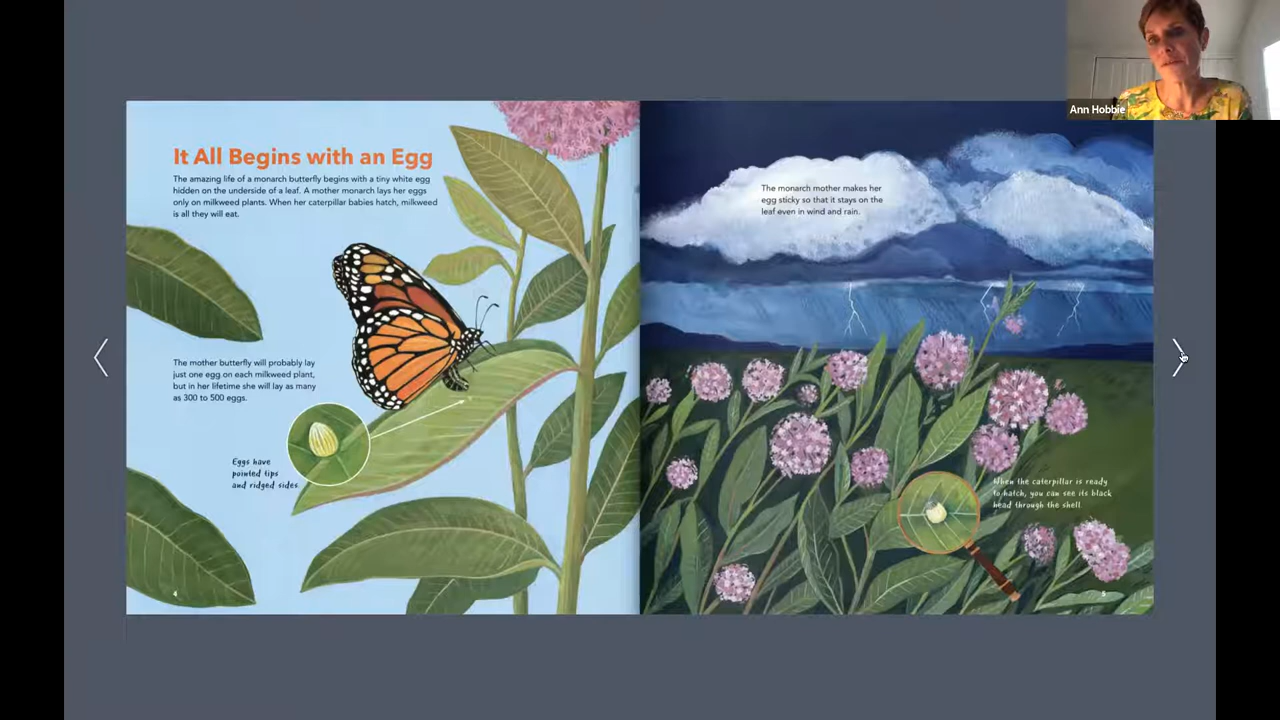 Ann Hobbie
It All Begins with an Egg
The amazing life of a monarch butterfly begins with a tiny white egg
hidden on the underside of a leaf. A mother monarch lays her eggs
only on milkweed plants. When her caterpillar babies hatch, milkweed
is all they will eat.
The mother butterfly will probably lay
just one egg on each milkweed plant,
but in her lifetime she will lay as many
as 300 to 500 eggs.
Eggs have
pointed tips
and ridged sides.
4
The monarch mother makes her
egg sticky so that it stays on the
leaf even in wind and rain.
When the caterpillar is ready
to hatch, you can see its black
head through the shell.
5